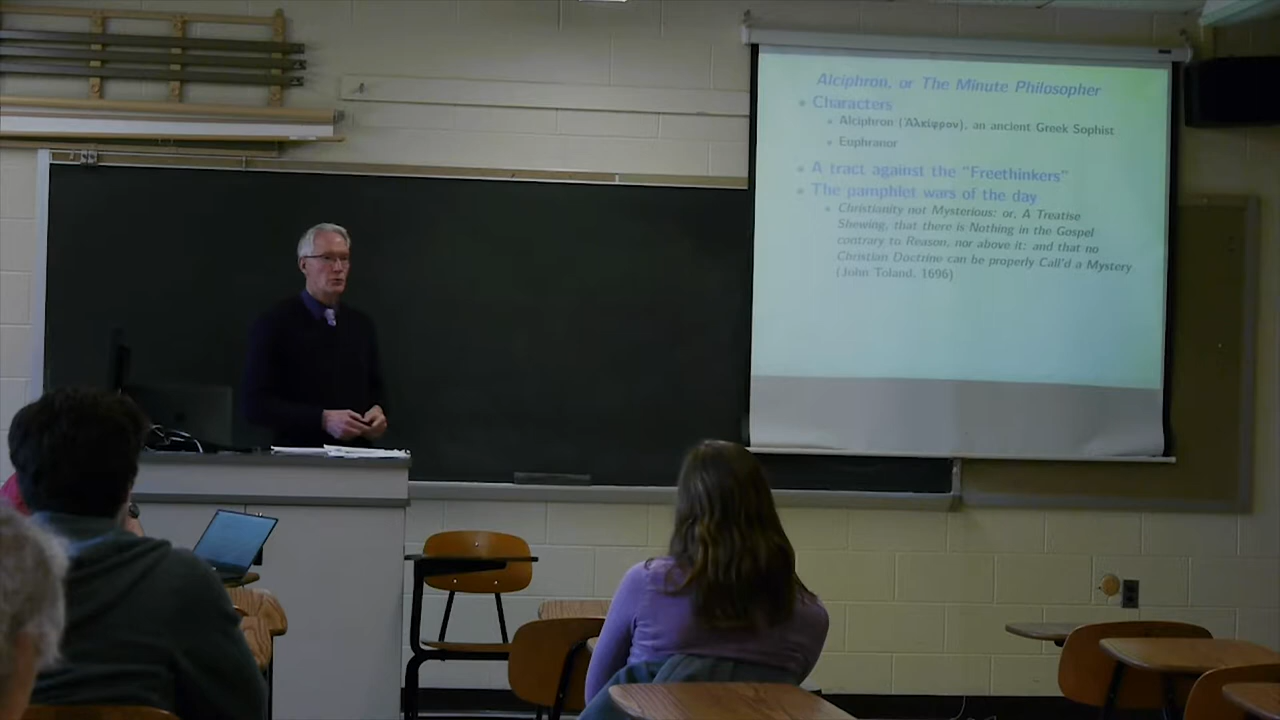 Alciphron, or The Minute Philosopher
Characters
Alciphron (Ἀλκίφρον), an ancient Greek Sophist
Euphranor
A tract against the "Freethinkers"
The pamphlet wars of the day
Christianity not Mysterious: or, A Treatise
Shewing, that there is Nothing in the Gospel
contrary to Reason, nor above it: and that no
Christian Doctrine can be properly Call'd a Mystery
(John Toland, 1696)